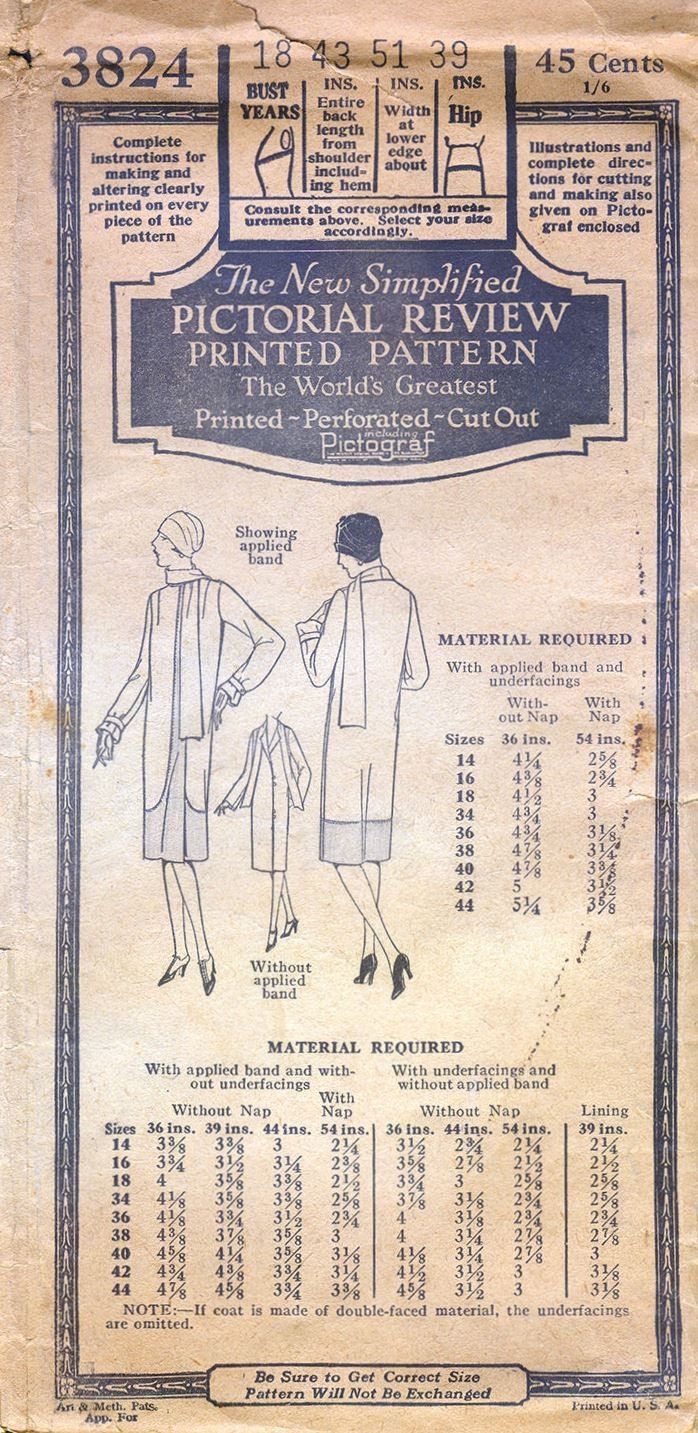 3824
18 43 51 39
45 Cents
1/6
BUST
YEARS
INS.
Entire
back
length
from
shoulder
includ-
ing hem
INS.
Width
at
lower
edge
about
INS.
Hip
Consult the corresponding meas-
urements above. Select your size
accordingly.
Complete
instructions for
making and
altering clearly
printed on every
piece of the
pattern
Illustrations and
complete direc-
tions for cutting
and making also
given on Picto-
graf enclosed
The New Simplified
PICTORIAL REVIEW
PRINTED PATTERN
The World's Greatest
Printed-Perforated-Cut Out
including
Pictograf
Showing
applied
band
Without
applied
band
MATERIAL REQUIRED
With applied band and
underfacings
With- With
out Nap Nap
Sizes 36 ins. 54 ins.
14 4¼ 2⅝
16 4⅜ 2¾
18 4½ 3
34 4¾ 3
36 4¾ 3⅛
38 4⅞ 3¼
40 4⅞ 3⅜
42 5 3½
44 5¼ 3⅝
MATERIAL REQUIRED
With applied band and with- With underfacings and
out underfacings without applied band
With
Without Nap Nap Without Nap Lining
Sizes 36 ins. 39 ins. 44 ins. 54 ins. 36 ins. 44 ins. 54 ins. 39 ins.
14 3⅜ 3⅜ 3 2¼ 3½ 2¾ 2¼ 2¼
16 3¾ 3½ 3¼ 2⅜ 3⅝ 2⅞ 2½ 2½
18 4 3⅝ 3⅜ 2½ 3¾ 3 2⅝ 2⅝
34 4⅛ 3⅝ 3⅜ 2⅝ 3⅞ 3⅛ 2¾ 2⅝
36 4⅛ 3¾ 3½ 2¾ 4 3⅛ 2¾ 2¾
38 4⅜ 3⅞ 3⅝ 3 4 3¼ 2⅞ 2⅞
40 4⅝ 4¼ 3⅝ 3⅛ 4⅛ 3¼ 2⅞ 3
42 4¾ 4⅜ 3¾ 3¼ 4½ 3½ 3 3⅛
44 4⅞ 4⅝ 3¾ 3⅜ 4⅝ 3½ 3 3⅛
NOTE:—If coat is made of double-faced material, the underfacings
are omitted.
Be Sure to Get Correct Size
Pattern Will Not Be Exchanged
Art & Meth. Pats.
App. For
Printed in U. S. A.